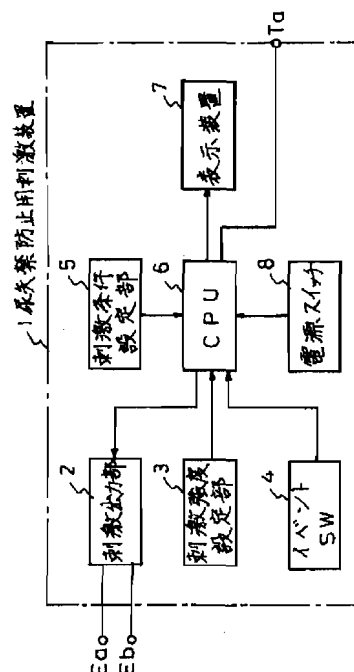 1尿失禁防止用刺激装置
Ta
7
表示装置
5
刺激条件
設定部
6
CPU
8
電源スイッチ
2
刺激出力部
3
刺激強度
設定部
4
イベント
SW
Ea
Eb